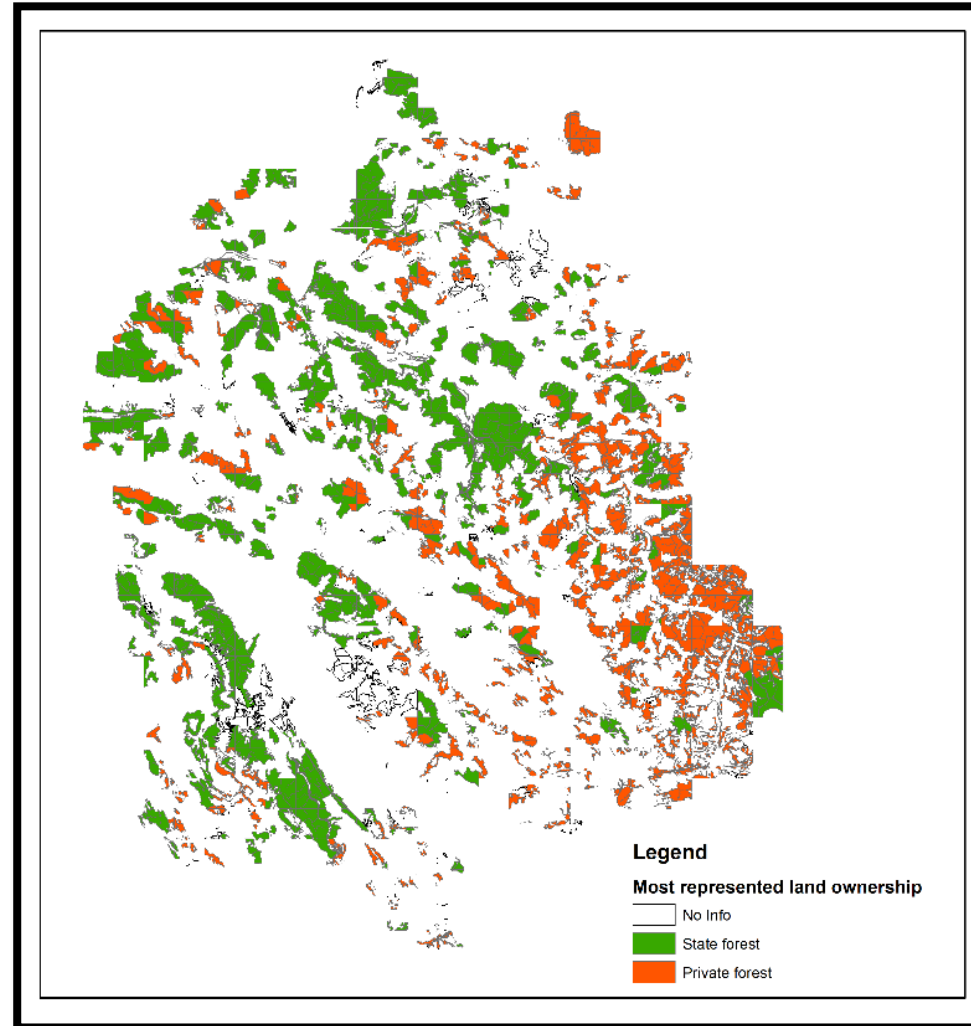 Legend
Most represented land ownership
No Info
State forest
Private forest